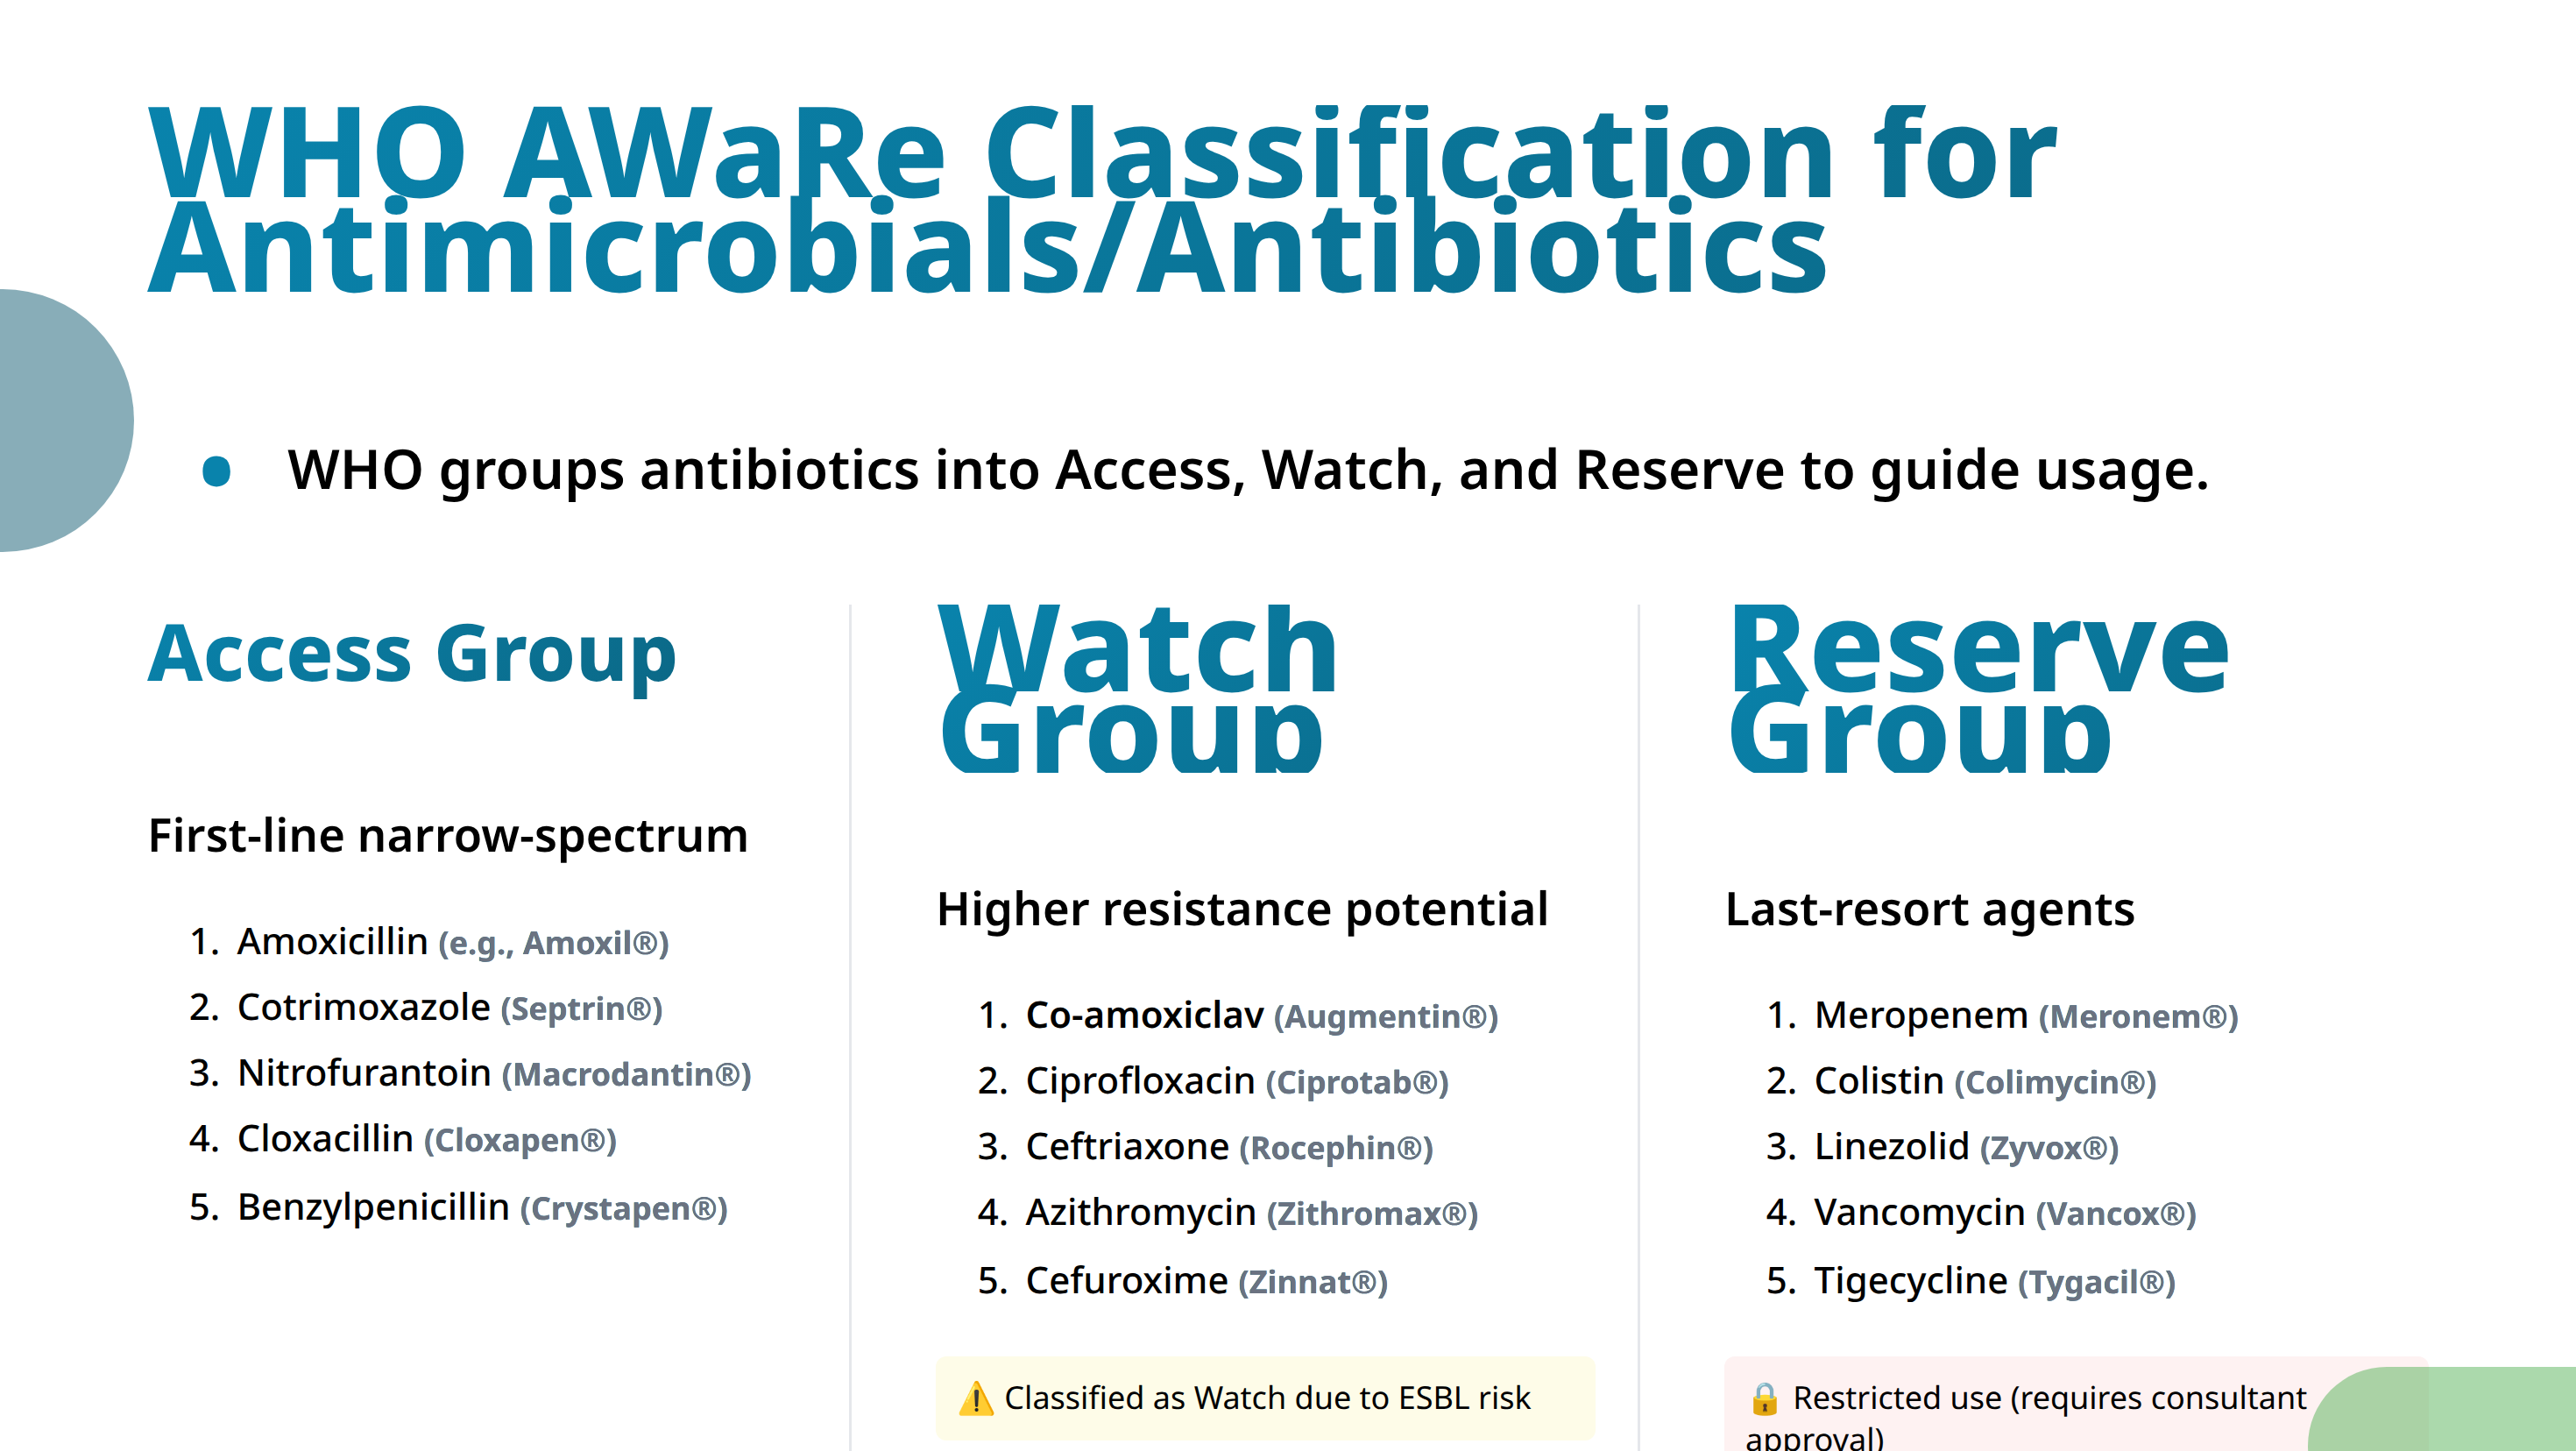 WHO AWaRe Classification for
Antimicrobials/Antibiotics
• WHO groups antibiotics into Access, Watch, and Reserve to guide usage.
Access Group
First-line narrow-spectrum
1. Amoxicillin (e.g., Amoxil®)
2. Cotrimoxazole (Septrin®)
3. Nitrofurantoin (Macrodantin®)
4. Cloxacillin (Cloxapen®)
5. Benzylpenicillin (Crystapen®)
Watch
Group
Higher resistance potential
1. Co-amoxiclav (Augmentin®)
2. Ciprofloxacin (Ciprotab®)
3. Ceftriaxone (Rocephin®)
4. Azithromycin (Zithromax®)
5. Cefuroxime (Zinnat®)
⚠️ Classified as Watch due to ESBL risk
Reserve
Group
Last-resort agents
1. Meropenem (Meronem®)
2. Colistin (Colimycin®)
3. Linezolid (Zyvox®)
4. Vancomycin (Vancox®)
5. Tigecycline (Tygacil®)
🔒 Restricted use (requires consultant
approval)